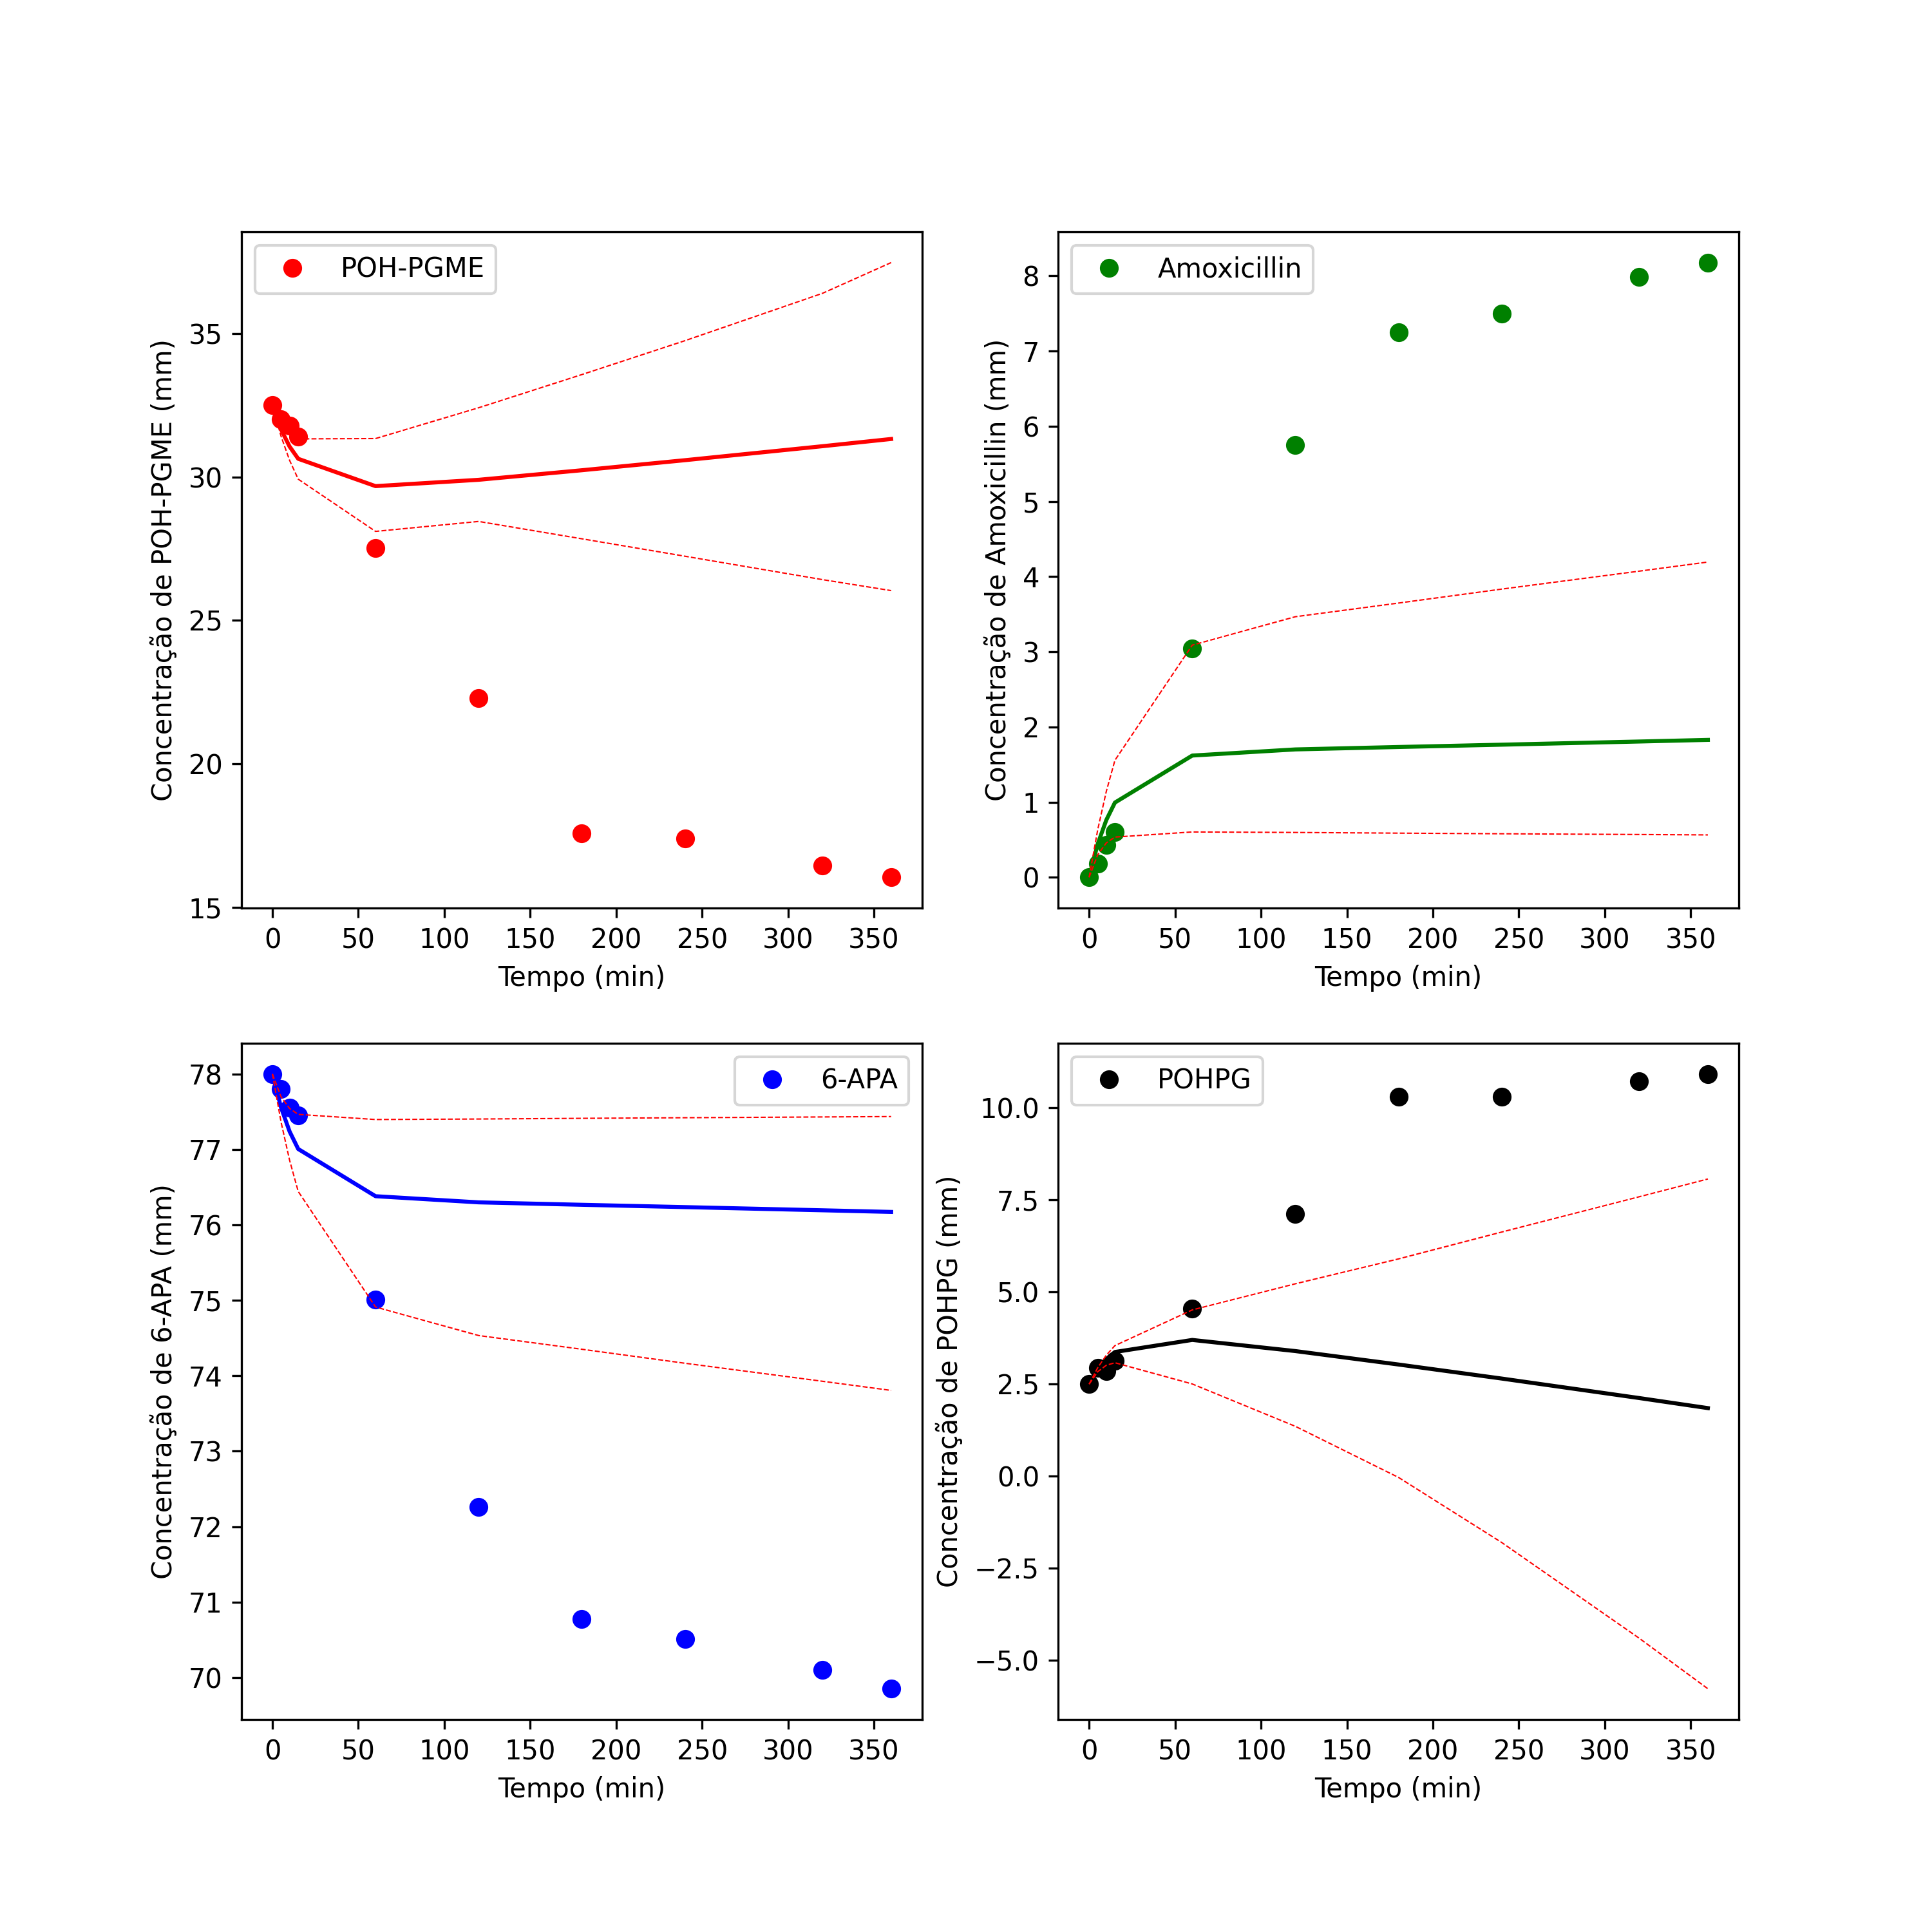 POH-PGME
Concentração de POH-PGME (mm)
35
30
25
20
15
0 50 100 150 200 250 300 350
Tempo (min)
Amoxicillin
Concentração de Amoxicillin (mm)
8
7
6
5
4
3
2
1
0
0 50 100 150 200 250 300 350
Tempo (min)
6-APA
Concentração de 6-APA (mm)
78
77
76
75
74
73
72
71
70
0 50 100 150 200 250 300 350
Tempo (min)
POHPG
Concentração de POHPG (mm)
10.0
7.5
5.0
2.5
0.0
−2.5
−5.0
0 50 100 150 200 250 300 350
Tempo (min)